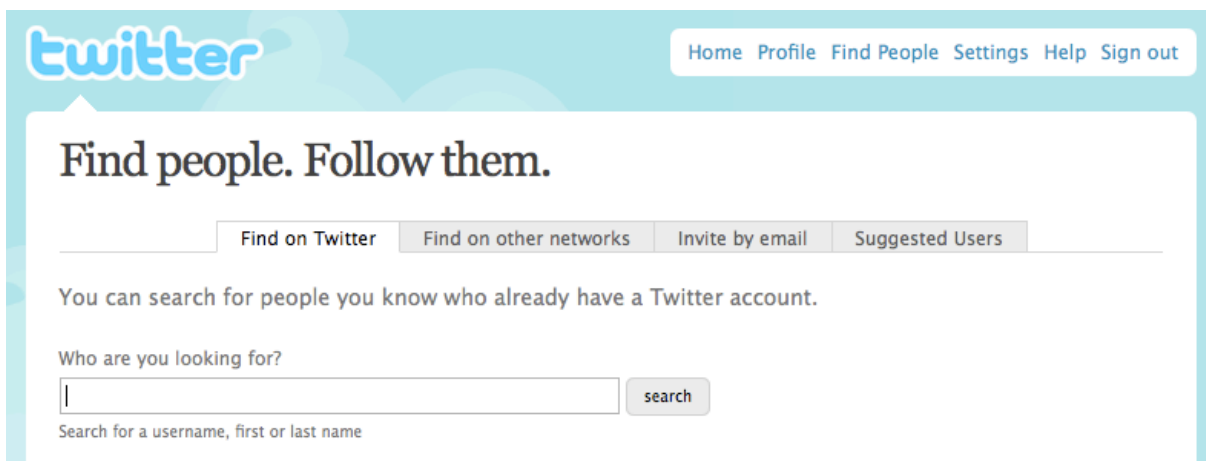 twitter
Home Profile Find People Settings Help Sign out
Find people. Follow them.
Find on Twitter Find on other networks Invite by email Suggested Users
You can search for people you know who already have a Twitter account.
Who are you looking for?
search
Search for a username, first or last name